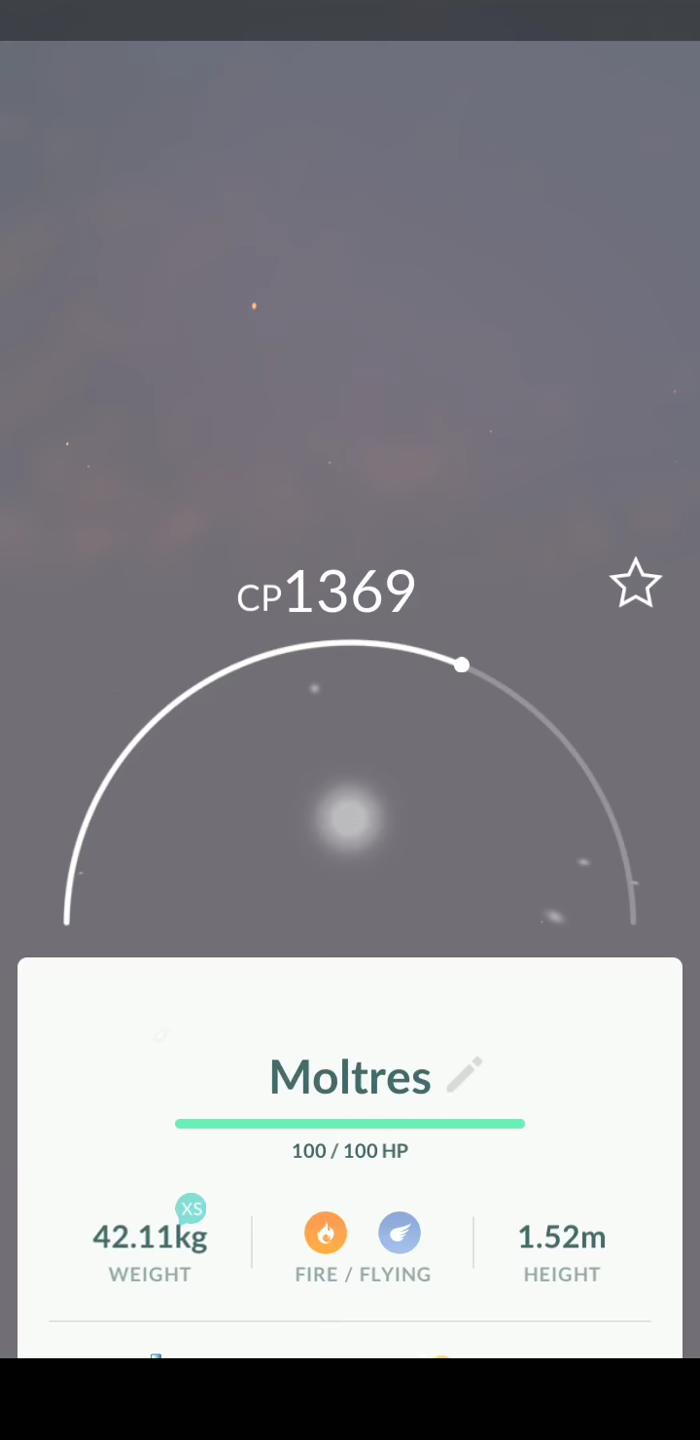 CP1369
Moltres
100 / 100 HP
XS
42.11kg
WEIGHT
FIRE / FLYING
1.52m
HEIGHT